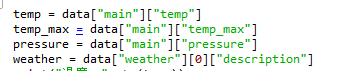 temp = data["main"]["temp"]
temp_max = data["main"]["temp_max"]
pressure = data["main"]["pressure"]
weather = data["weather"][0]["description"]